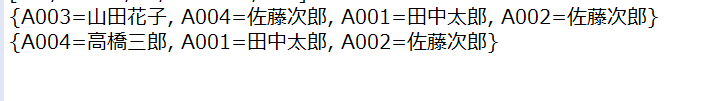 {A003=山田花子, A004=佐藤次郎, A001=田中太郎, A002=佐藤次郎}
{A004=高橋三郎, A001=田中太郎, A002=佐藤次郎}